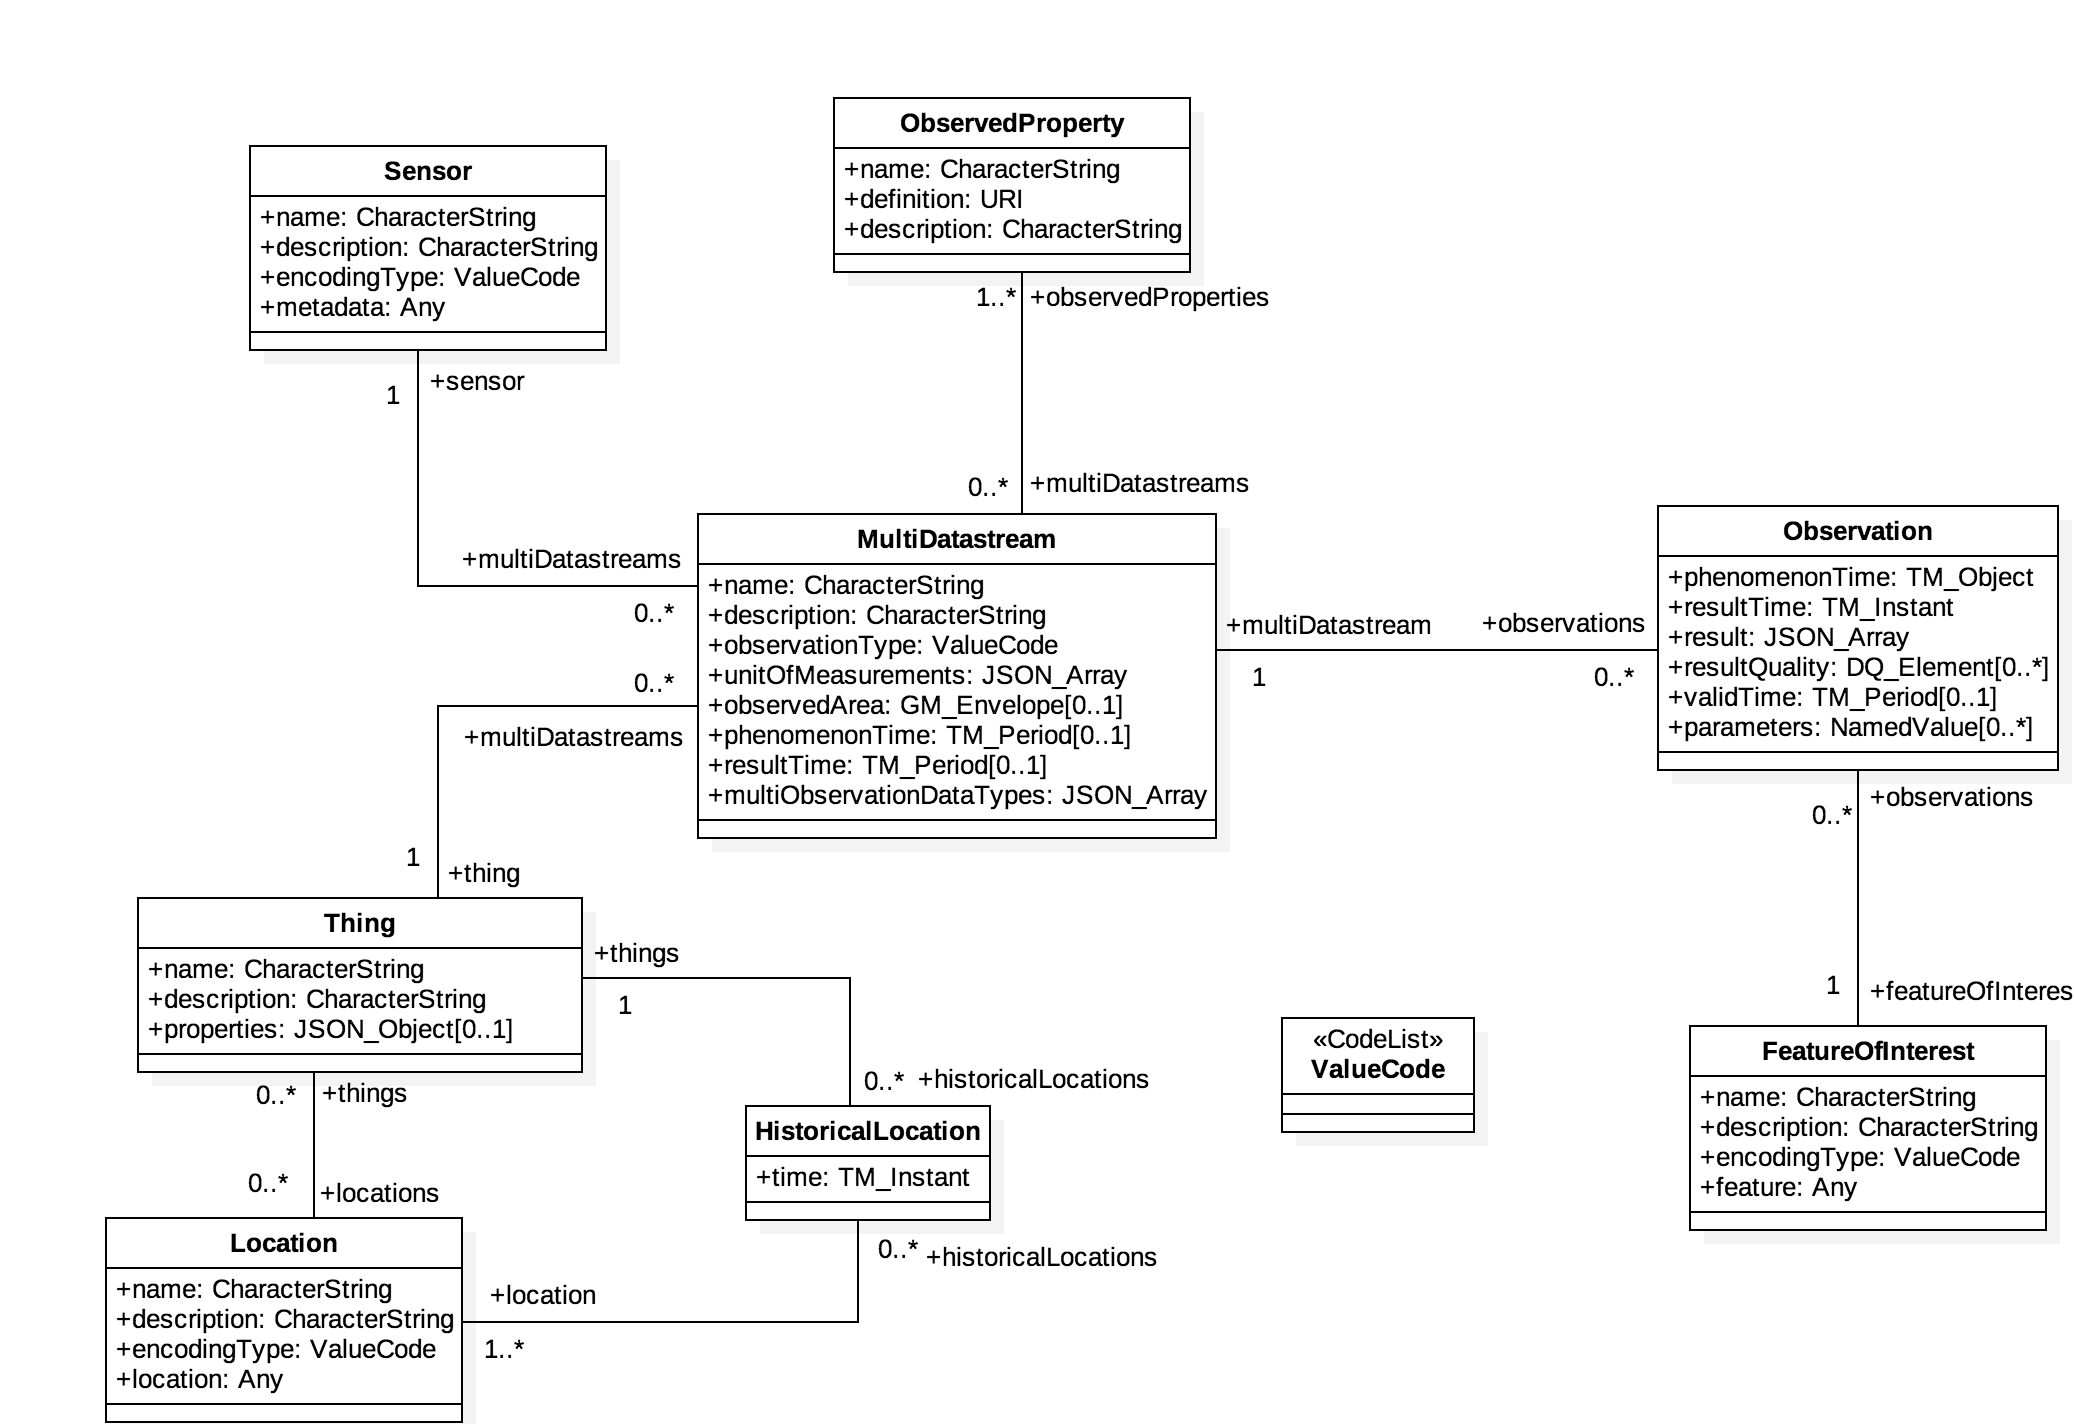 ObservedProperty
+name: CharacterString
+definition: URI
+description: CharacterString
1..* +observedProperties
Sensor
+name: CharacterString
+description: CharacterString
+encodingType: ValueCode
+metadata: Any
1 +sensor
0..* +multiDatastreams
+multiDatastreams
0..*
MultiDatastream
+name: CharacterString
+description: CharacterString
+observationType: ValueCode
+unitOfMeasurements: JSON_Array
+observedArea: GM_Envelope[0..1]
+phenomenonTime: TM_Period[0..1]
+resultTime: TM_Period[0..1]
+multiObservationDataTypes: JSON_Array
+multiDatastream
1
+observations
0..*
Observation
+phenomenonTime: TM_Object
+resultTime: TM_Instant
+result: JSON_Array
+resultQuality: DQ_Element[0..*]
+validTime: TM_Period[0..1]
+parameters: NamedValue[0..*]
+observations
0..*
0..*
+multiDatastreams
1
+thing
Thing
+name: CharacterString
+description: CharacterString
+properties: JSON_Object[0..1]
+things
1
0..* +historicalLocations
HistoricalLocation
+time: TM_Instant
0..* +historicalLocations
0..* +things
0..*
+locations
Location
+name: CharacterString
+description: CharacterString
+encodingType: ValueCode
+location: Any
+location
1..*
«CodeList»
ValueCode
1 +featureOfInteres
FeatureOfInterest
+name: CharacterString
+description: CharacterString
+encodingType: ValueCode
+feature: Any